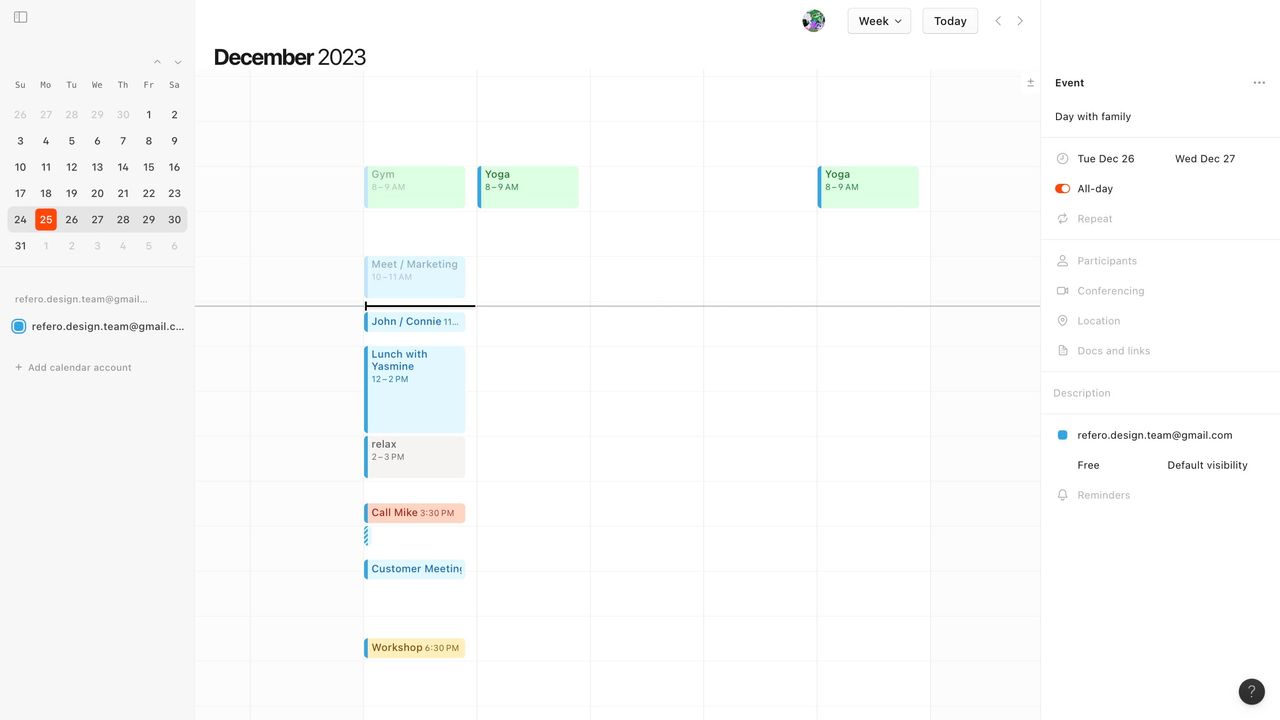 Week
Today
December 2023
Su Mo Tu We Th Fr Sa
26 27 28 29 30 1 2
3 4 5 6 7 8 9
10 11 12 13 14 15 16
17 18 19 20 21 22 23
24 25 26 27 28 29 30
31 1 2 3 4 5 6
refero.design.team@gmail...
refero.design.team@gmail.c...
+ Add calendar account
Gym
8–9 AM
Yoga
8–9 AM
Yoga
8–9 AM
Meet / Marketing
10–11 AM
John / Connie 11...
Lunch with
Yasmine
12–2 PM
relax
2–3 PM
Call Mike 3:30 PM
Customer Meeting
Workshop 6:30 PM
Event
Day with family
Tue Dec 26 Wed Dec 27
All-day
Repeat
Participants
Conferencing
Location
Docs and links
Description
refero.design.team@gmail.com
Free Default visibility
Reminders
?